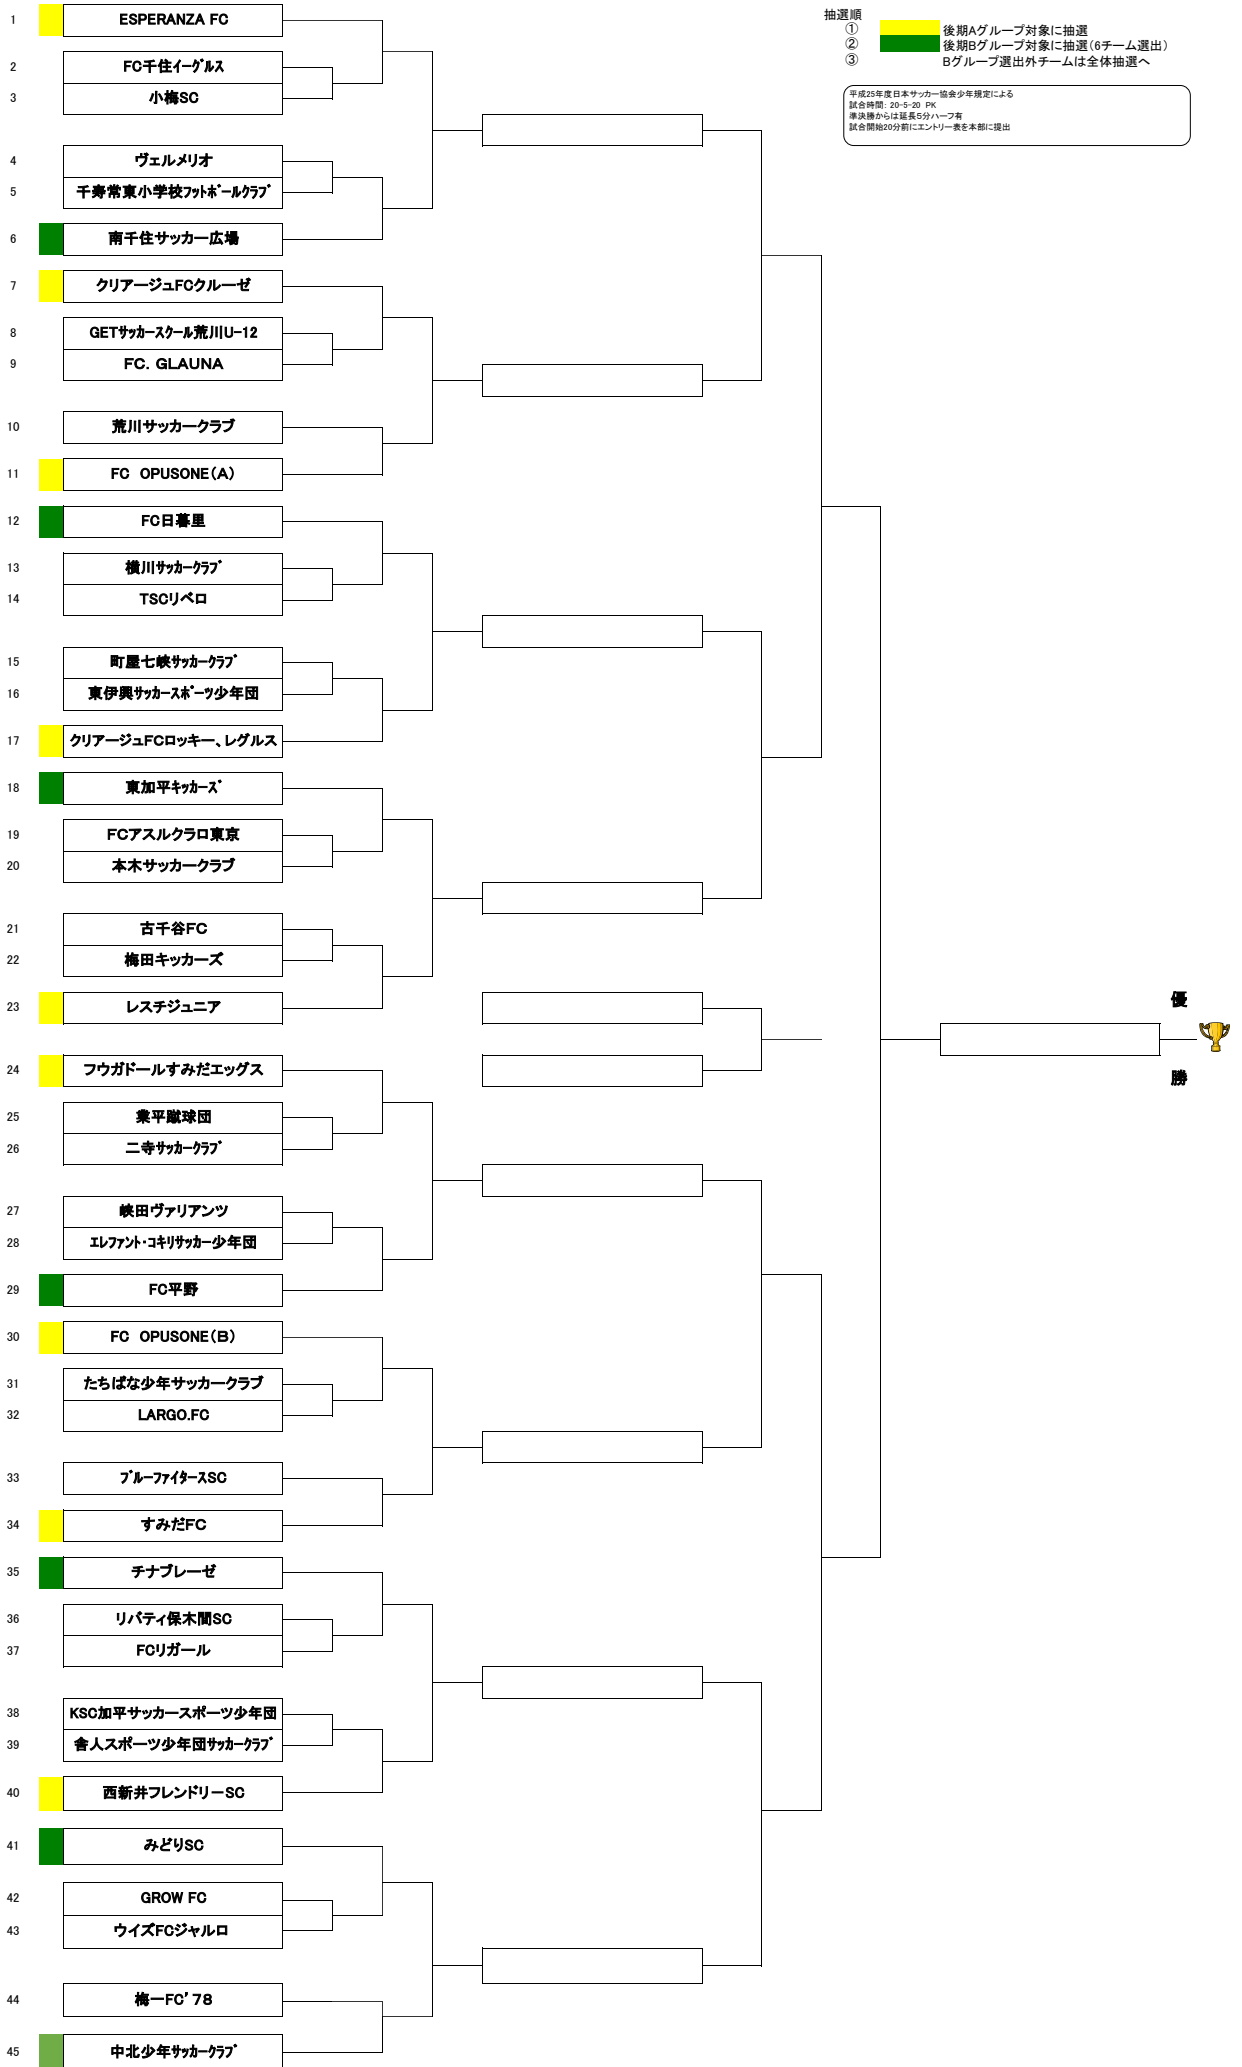 抽選順
① 後期Aグループ対象に抽選
② 後期Bグループ対象に抽選(6チーム選出)
③ Bグループ選出外チームは全体抽選へ
平成25年度日本サッカー協会少年規定による
試合時間: 20-5-20 PK
準決勝からは延長5分ハーフ有
試合開始20分前にエントリー表を本部に提出
1 ESPERANZA FC
2 FC千住イーグルス
3 小梅SC
4 ヴェルメリオ
5 千寿常東小学校フットボールクラブ
6 南千住サッカー広場
7 クリアージュFCクルーゼ
8 GETサッカースクール荒川U-12
9 FC. GLAUNA
10 荒川サッカークラブ
11 FC OPUSONE(A)
12 FC日暮里
13 横川サッカークラブ
14 TSCリベロ
15 町屋七峡サッカークラブ
16 東伊興サッカースポーツ少年団
17 クリアージュFCロッキー、レグルス
18 東加平キッカーズ
19 FCアスルクラロ東京
20 本木サッカークラブ
21 古千谷FC
22 梅田キッカーズ
23 レスチジュニア
優
勝
24 フウガドールすみだエッグス
25 業平蹴球団
26 二寺サッカークラブ
27 峡田ヴァリアンツ
28 エレファント・コキリサッカー少年団
29 FC平野
30 FC OPUSONE(B)
31 たちばな少年サッカークラブ
32 LARGO.FC
33 ブルーファイタースSC
34 すみだFC
35 チナブレーゼ
36 リバティ保木間SC
37 FCリガール
38 KSC加平サッカースポーツ少年団
39 舎人スポーツ少年団サッカークラブ
40 西新井フレンドリーSC
41 みどりSC
42 GROW FC
43 ウイズFCジャルロ
44 梅一FC'78
45 中北少年サッカークラブ